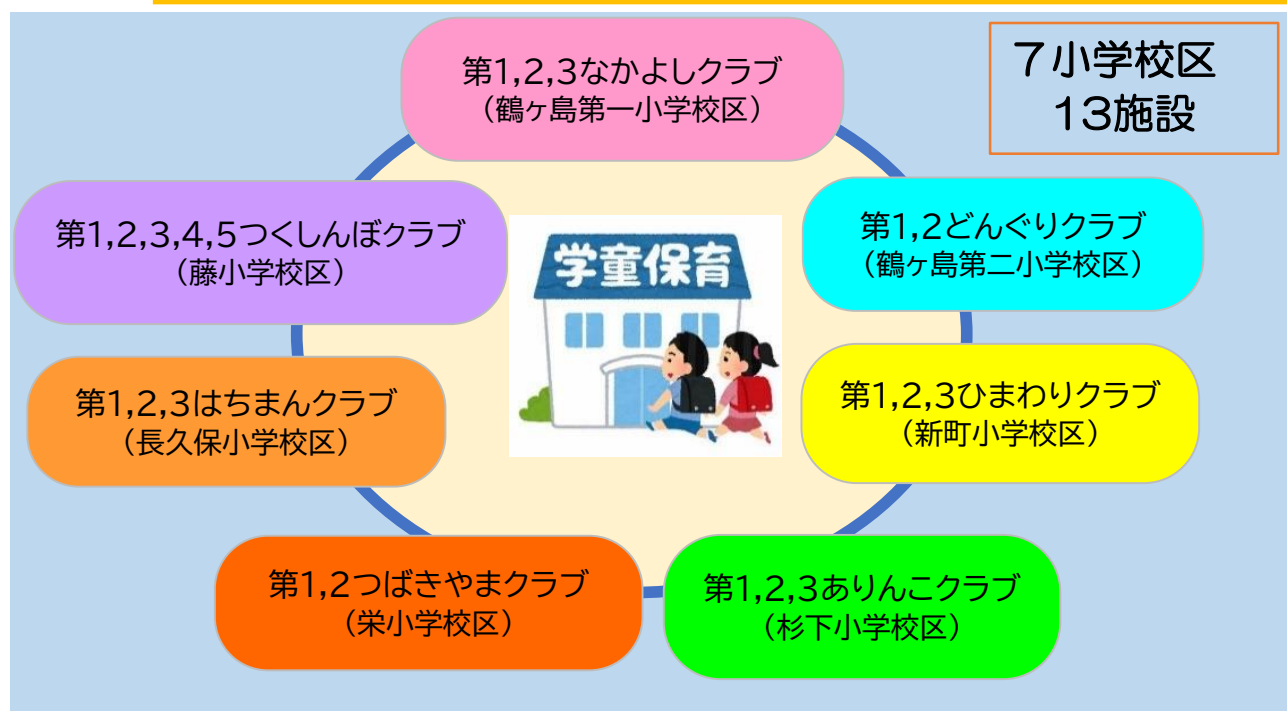 7小学校区
13施設
第1,2,3なかよしクラブ
（鶴ヶ島第一小学校区）
第1,2,3,4,5つくしんぼクラブ
（藤小学校区）
第1,2どんぐりクラブ
（鶴ヶ島第二小学校区）
学童保育
第1,2,3はちまんクラブ
（長久保小学校区）
第1,2,3ひまわりクラブ
（新町小学校区）
第1,2つばきやまクラブ
（栄小学校区）
第1,2,3ありんこクラブ
（杉下小学校区）